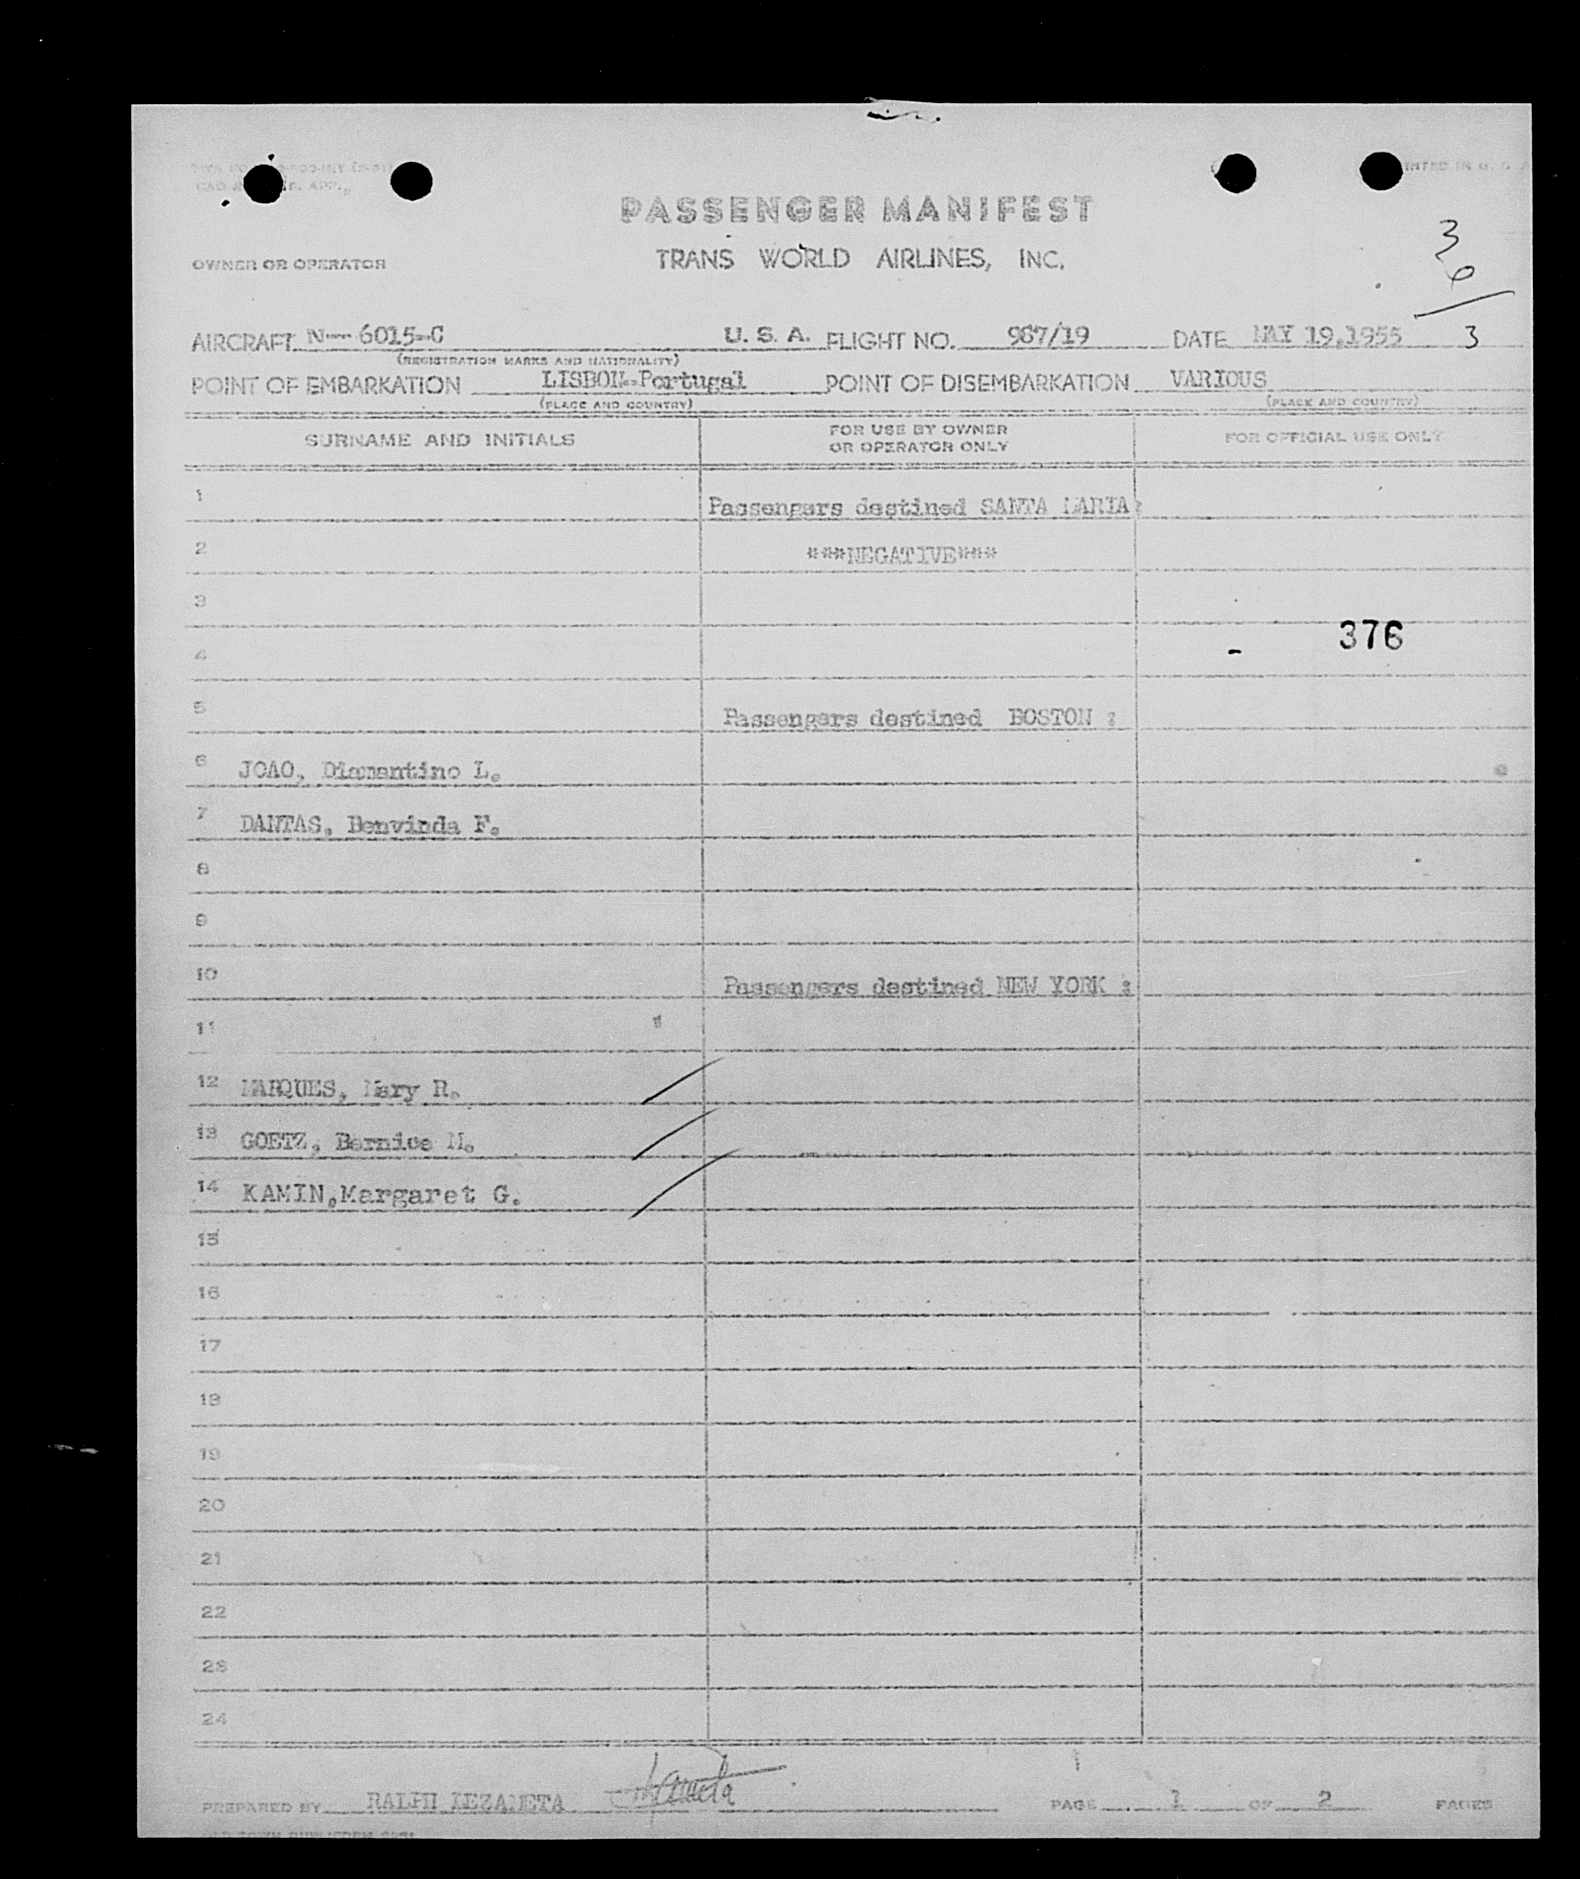 PRINTED IN U. S. A
PASSENGER MANIFEST
OWNER OR OPERATOR TRANS WORLD AIRLINES, INC.
3
0
3
AIRCRAFT N-- 6015-C U. S. A. FLIGHT NO. 967/19 DATE MAY 19,1955
(REGISTRATION MARKS AND NATIONALITY)
POINT OF EMBARKATION LISBON-Portugal POINT OF DISEMBARKATION VARIOUS
(PLACE AND COUNTRY) (PLACE AND COUNTRY)
SURNAME AND INITIALS FOR USE BY OWNER OR OPERATOR ONLY FOR OFFICIAL USE ONLY
1 Passengers destined SANTA MARIA:
2 ***NEGATIVE***
3
376
4
5 Passengers destined BOSTON :
6 JOAO, Diamantino L.
7 DANTAS, Benvinda F.
8
9
10 Passengers destined NEW YORK :
11
12 MARQUES, Mary R.
13 GOETZ, Bernice M.
14 KAMIN,Margaret G.
15
16
17
18
19
20
21
22
23
24
PREPARED BY RALPH LEZAMETA PAGE 1 OF 2 PAGES